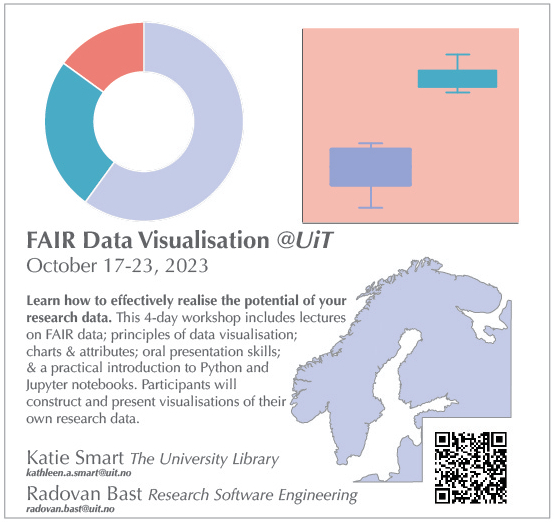 FAIR Data Visualisation @UiT
October 17-23, 2023
Learn how to effectively realise the potential of your
research data. This 4-day workshop includes lectures
on FAIR data; principles of data visualisation;
charts & attributes; oral presentation skills;
& a practical introduction to Python and
Jupyter notebooks. Participants will
construct and present visualisations of their
own research data.
Katie Smart The University Library
kathleen.a.smart@uit.no
Radovan Bast Research Software Engineering
radovan.bast@uit.no